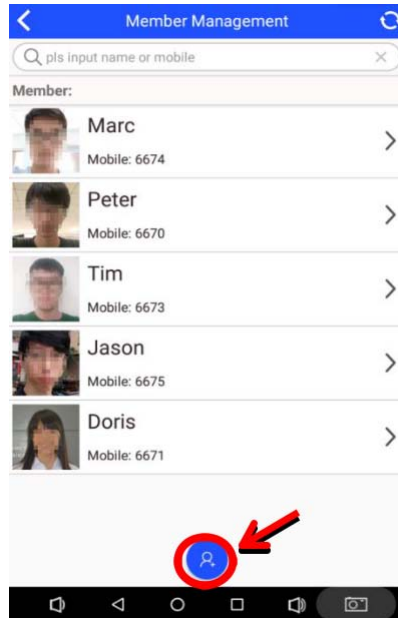 Member Management
pls input name or mobile
Member:
Marc
Mobile: 6674
Peter
Mobile: 6670
Tim
Mobile: 6673
Jason
Mobile: 6675
Doris
Mobile: 6671